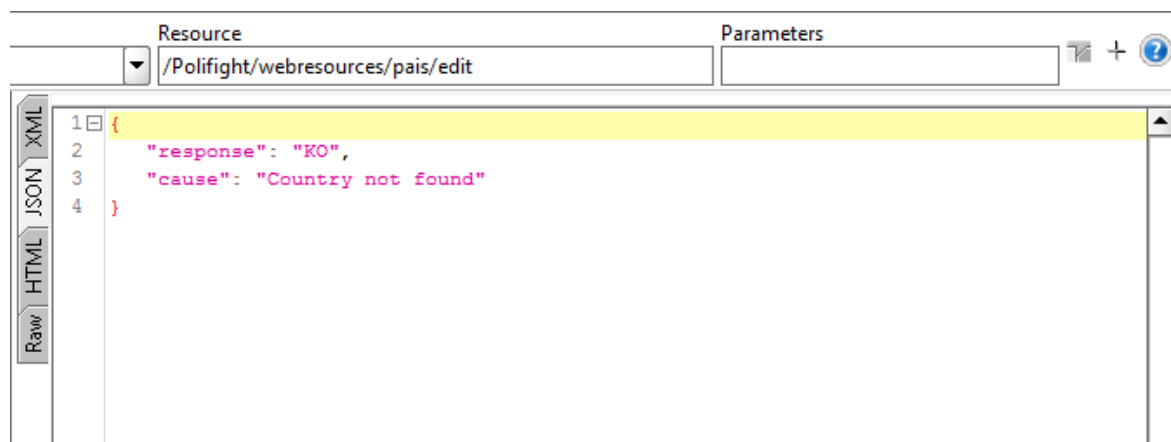 Resource
Parameters
/Polifight/webresources/pais/edit
XML
JSON
HTML
Raw
1 {
2 "response": "KO",
3 "cause": "Country not found"
4 }